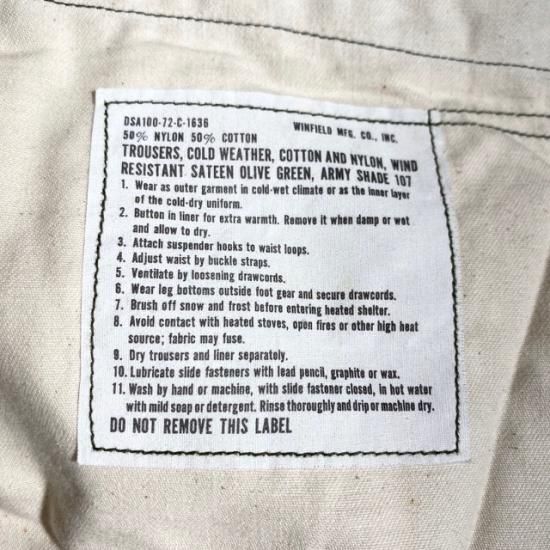 DSA100-72-C-1636
WINFIELD MFG. CO., INC.
50% NYLON 50% COTTON
TROUSERS, COLD WEATHER, COTTON AND NYLON, WIND
RESISTANT SATEEN OLIVE GREEN, ARMY SHADE 107
1. Wear as outer garment in cold-wet climate or as the inner layer
of the cold-dry uniform.
2. Button in liner for extra warmth. Remove it when damp or wet
and allow to dry.
3. Attach suspender hooks to waist loops.
4. Adjust waist by buckle straps.
5. Ventilate by loosening drawcords.
6. Wear leg bottoms outside foot gear and secure drawcords.
7. Brush off snow and frost before entering heated shelter.
8. Avoid contact with heated stoves, open fires or other high heat
source; fabric may fuse.
9. Dry trousers and liner separately.
10. Lubricate slide fasteners with lead pencil, graphite or wax.
11. Wash by hand or machine, with slide fastener closed, in hot water
with mild soap or detergent. Rinse thoroughly and drip or machine dry.
DO NOT REMOVE THIS LABEL